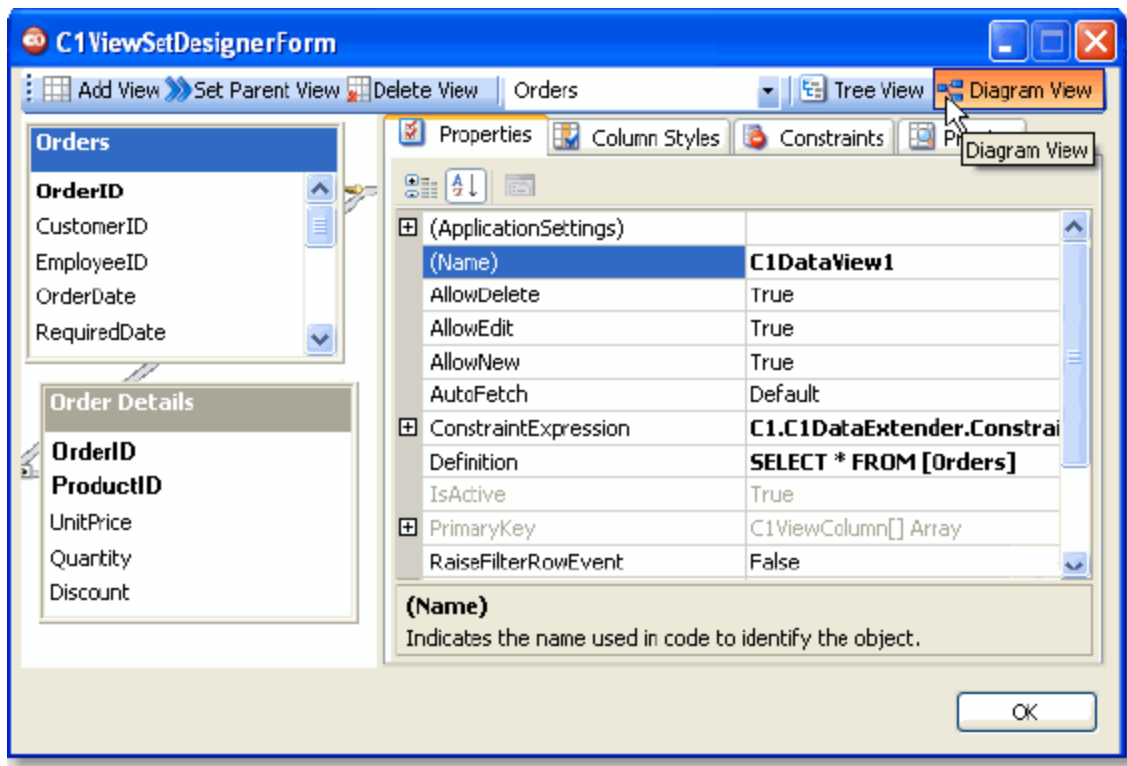 C1ViewSetDesignerForm
Add View Set Parent View Delete View Orders Tree View Diagram View
Properties Column Styles Constraints
Diagram View
Orders
OrderID
CustomerID
EmployeeID
OrderDate
RequiredDate
Order Details
OrderID
ProductID
UnitPrice
Quantity
Discount
(ApplicationSettings)
(Name) C1DataView1
AllowDelete True
AllowEdit True
AllowNew True
AutoFetch Default
ConstraintExpression C1.C1DataExtender.Constrai
Definition SELECT * FROM [Orders]
IsActive True
PrimaryKey C1ViewColumn[] Array
RaiseFilterRowEvent False
(Name)
Indicates the name used in code to identify the object.
OK